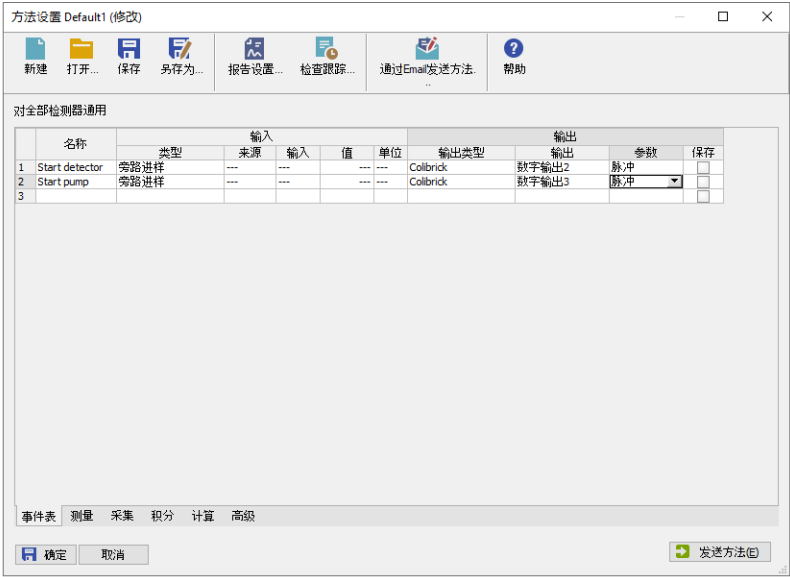 方法设置 Default1 (修改)
新建 打开... 保存 另存为... 报告设置... 检查跟踪... 通过Email发送方法... 帮助
对全部检测器通用
名称 输入 输出
类型 来源 输入 值 单位 输出类型 输出 参数 保存
1 Start detector 旁路进样 --- --- --- --- Colibrick 数字输出2 脉冲
2 Start pump 旁路进样 --- --- --- --- Colibrick 数字输出3 脉冲
3
事件表 测量 采集 积分 计算 高级
确定 取消 发送方法(E)